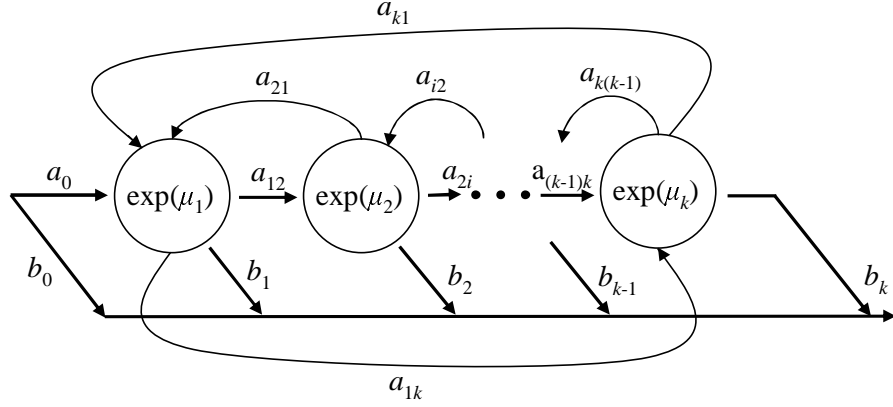 a_{k1}
a_{21} a_{i2} a_{k(k-1)}
a_0 exp(μ_1) a_{12} exp(μ_2) a_{2i} • • • a_{(k-1)k} exp(μ_k)
b_0 b_1 b_2 b_{k-1} b_k
a_{1k}